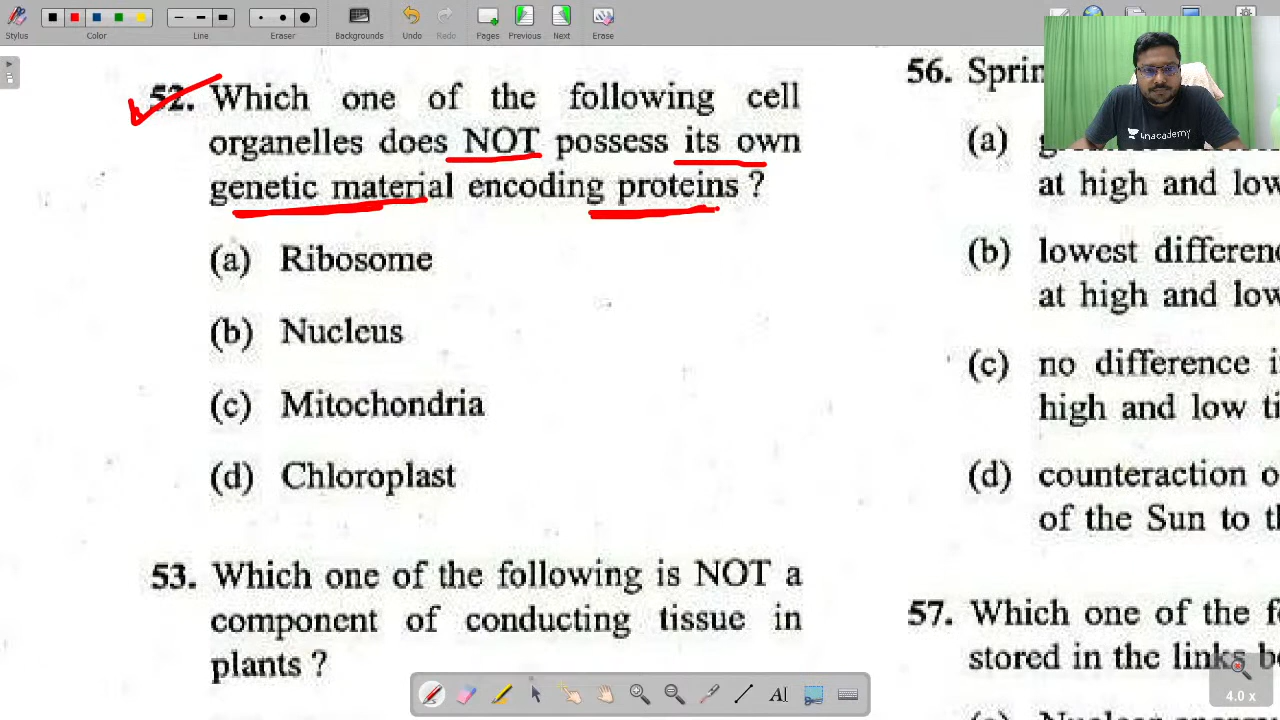 Stylus
Color
Line
Eraser
Backgrounds
Undo
Redo
Pages
Previous
Next
Erase
unacademy
52. Which one of the following cell
organelles does NOT possess its own
genetic material encoding proteins ?
(a) Ribosome
(b) Nucleus
(c) Mitochondria
(d) Chloroplast
53. Which one of the following is NOT a
component of conducting tissue in
plants ?
56. Sprin
(a)
at high and low
(b) lowest differen
at high and low
(c) no difference i
high and low ti
(d) counteraction o
of the Sun to th
57. Which one of the f
stored in the links b
AI
4.0 x